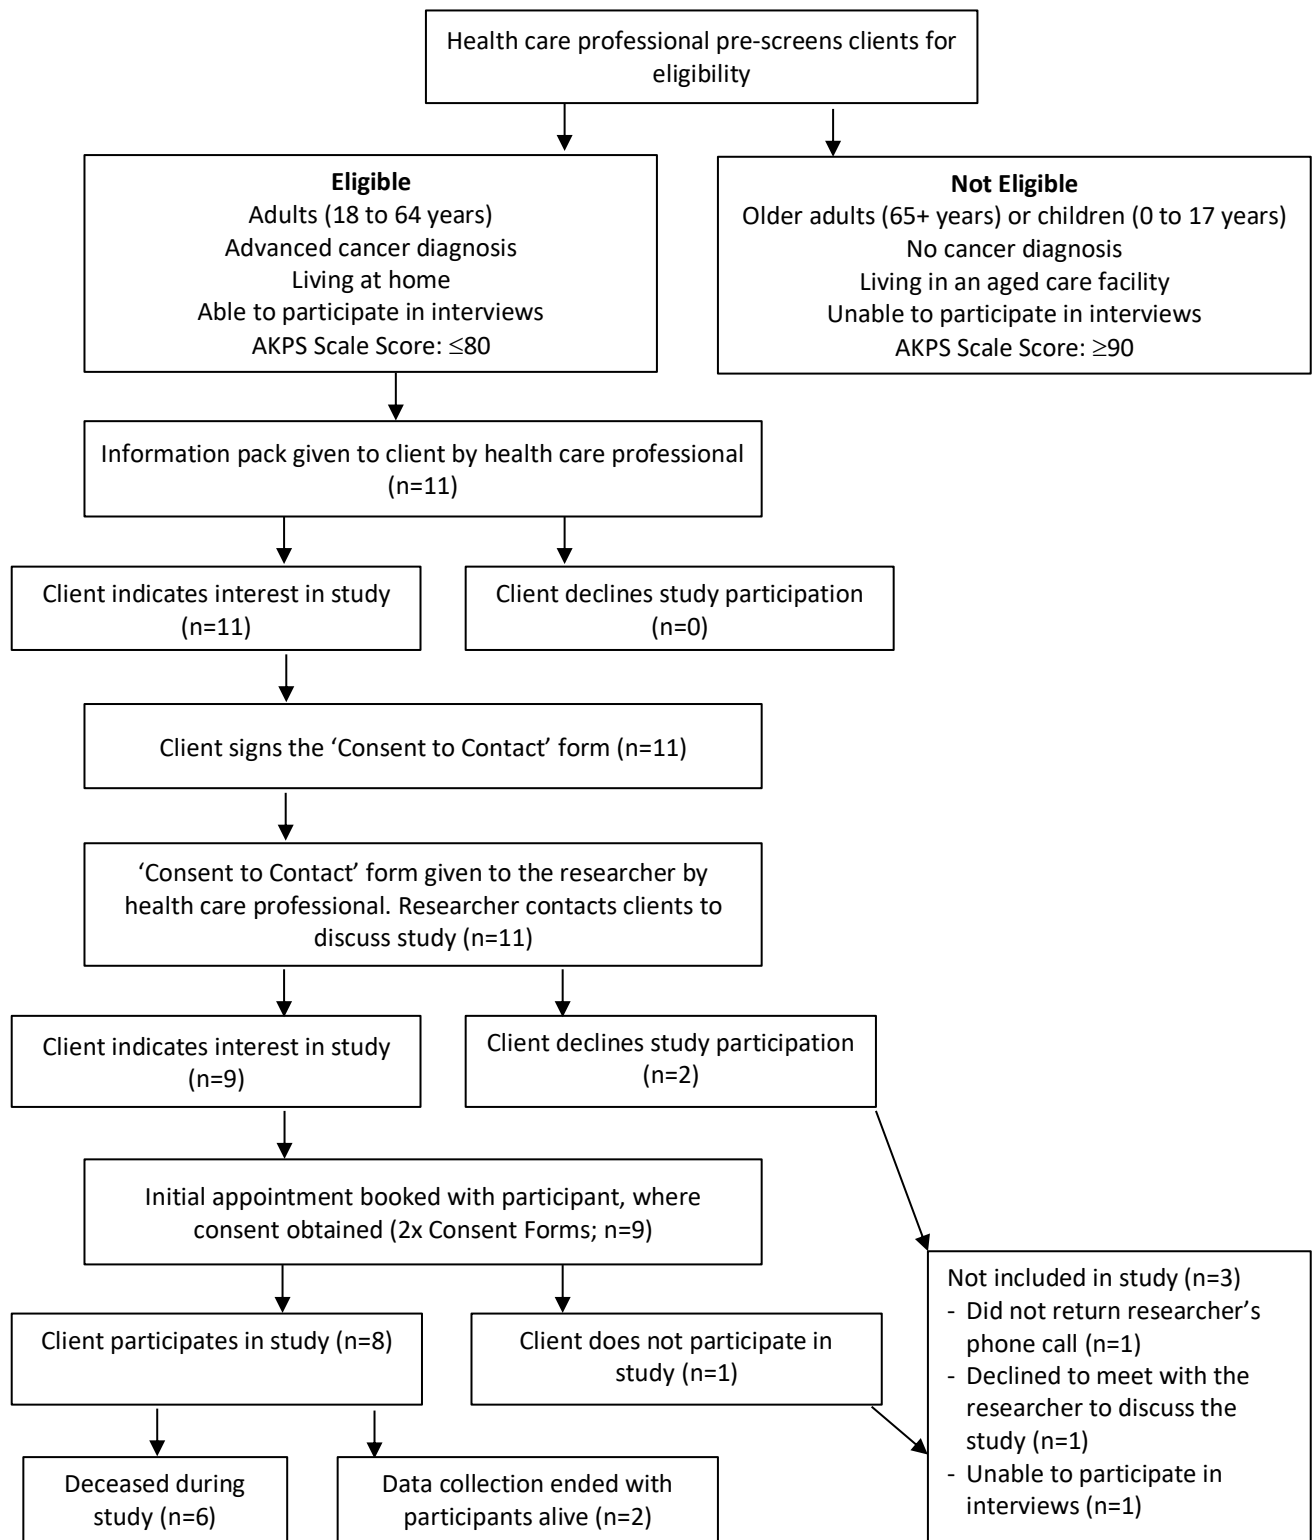 Health care professional pre-screens clients for
eligibility
Eligible
Adults (18 to 64 years)
Advanced cancer diagnosis
Living at home
Able to participate in interviews
AKPS Scale Score: ≤80
Not Eligible
Older adults (65+ years) or children (0 to 17 years)
No cancer diagnosis
Living in an aged care facility
Unable to participate in interviews
AKPS Scale Score: ≥90
Information pack given to client by health care professional
(n=11)
Client indicates interest in study
(n=11)
Client declines study participation
(n=0)
Client signs the ‘Consent to Contact’ form (n=11)
‘Consent to Contact’ form given to the researcher by
health care professional. Researcher contacts clients to
discuss study (n=11)
Client indicates interest in study
(n=9)
Client declines study participation
(n=2)
Initial appointment booked with participant, where
consent obtained (2x Consent Forms; n=9)
Client participates in study (n=8)
Client does not participate in
study (n=1)
Not included in study (n=3)
- Did not return researcher’s
phone call (n=1)
- Declined to meet with the
researcher to discuss the
study (n=1)
- Unable to participate in
interviews (n=1)
Deceased during
study (n=6)
Data collection ended with
participants alive (n=2)